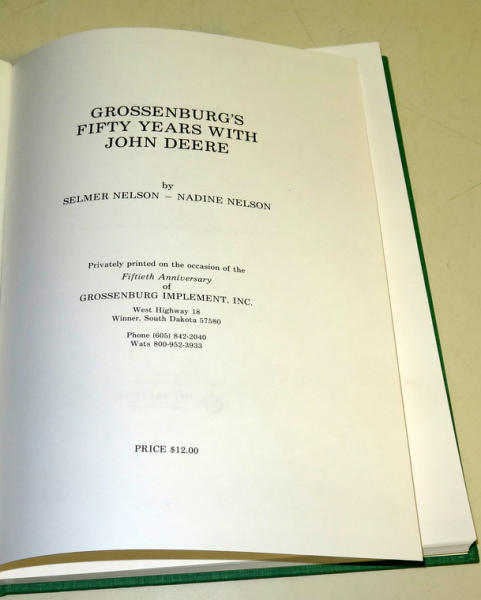 GROSSENBURG'S
FIFTY YEARS WITH
JOHN DEERE
by
SELMER NELSON – NADINE NELSON
Privately printed on the occasion of the
Fiftieth Anniversary
of
GROSSENBURG IMPLEMENT, INC.
West Highway 18
Winner, South Dakota 57580
Phone (605) 842-2040
Wats 800-952-3933
PRICE $12.00